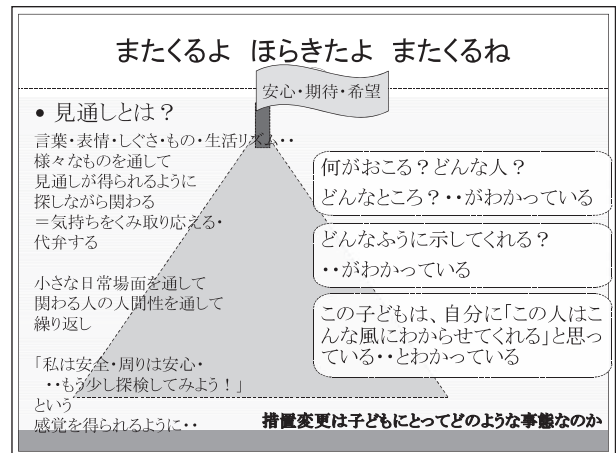 またくるよ ほらきたよ またくるね
安心・期待・希望
• 見通しとは？
言葉・表情・しぐさ・もの・生活リズム・・
様々なものを通して
見通しが得られるように
探しながら関わる
＝気持ちをくみ取り応える・
代弁する
小さな日常場面を通して
関わる人の人間性を通して
繰り返し
「私は安全・周りは安心・
・・もう少し探検してみよう！」
という
感覚を得られるように・・
何がおこる？どんな人？
どんなところ？・・がわかっている
どんなふうに示してくれる？
・・がわかっている
この子どもは、自分に「この人はこ
んな風にわからせてくれる」と思っ
ている・・とわかっている
措置変更は子どもにとってどのような事態なのか